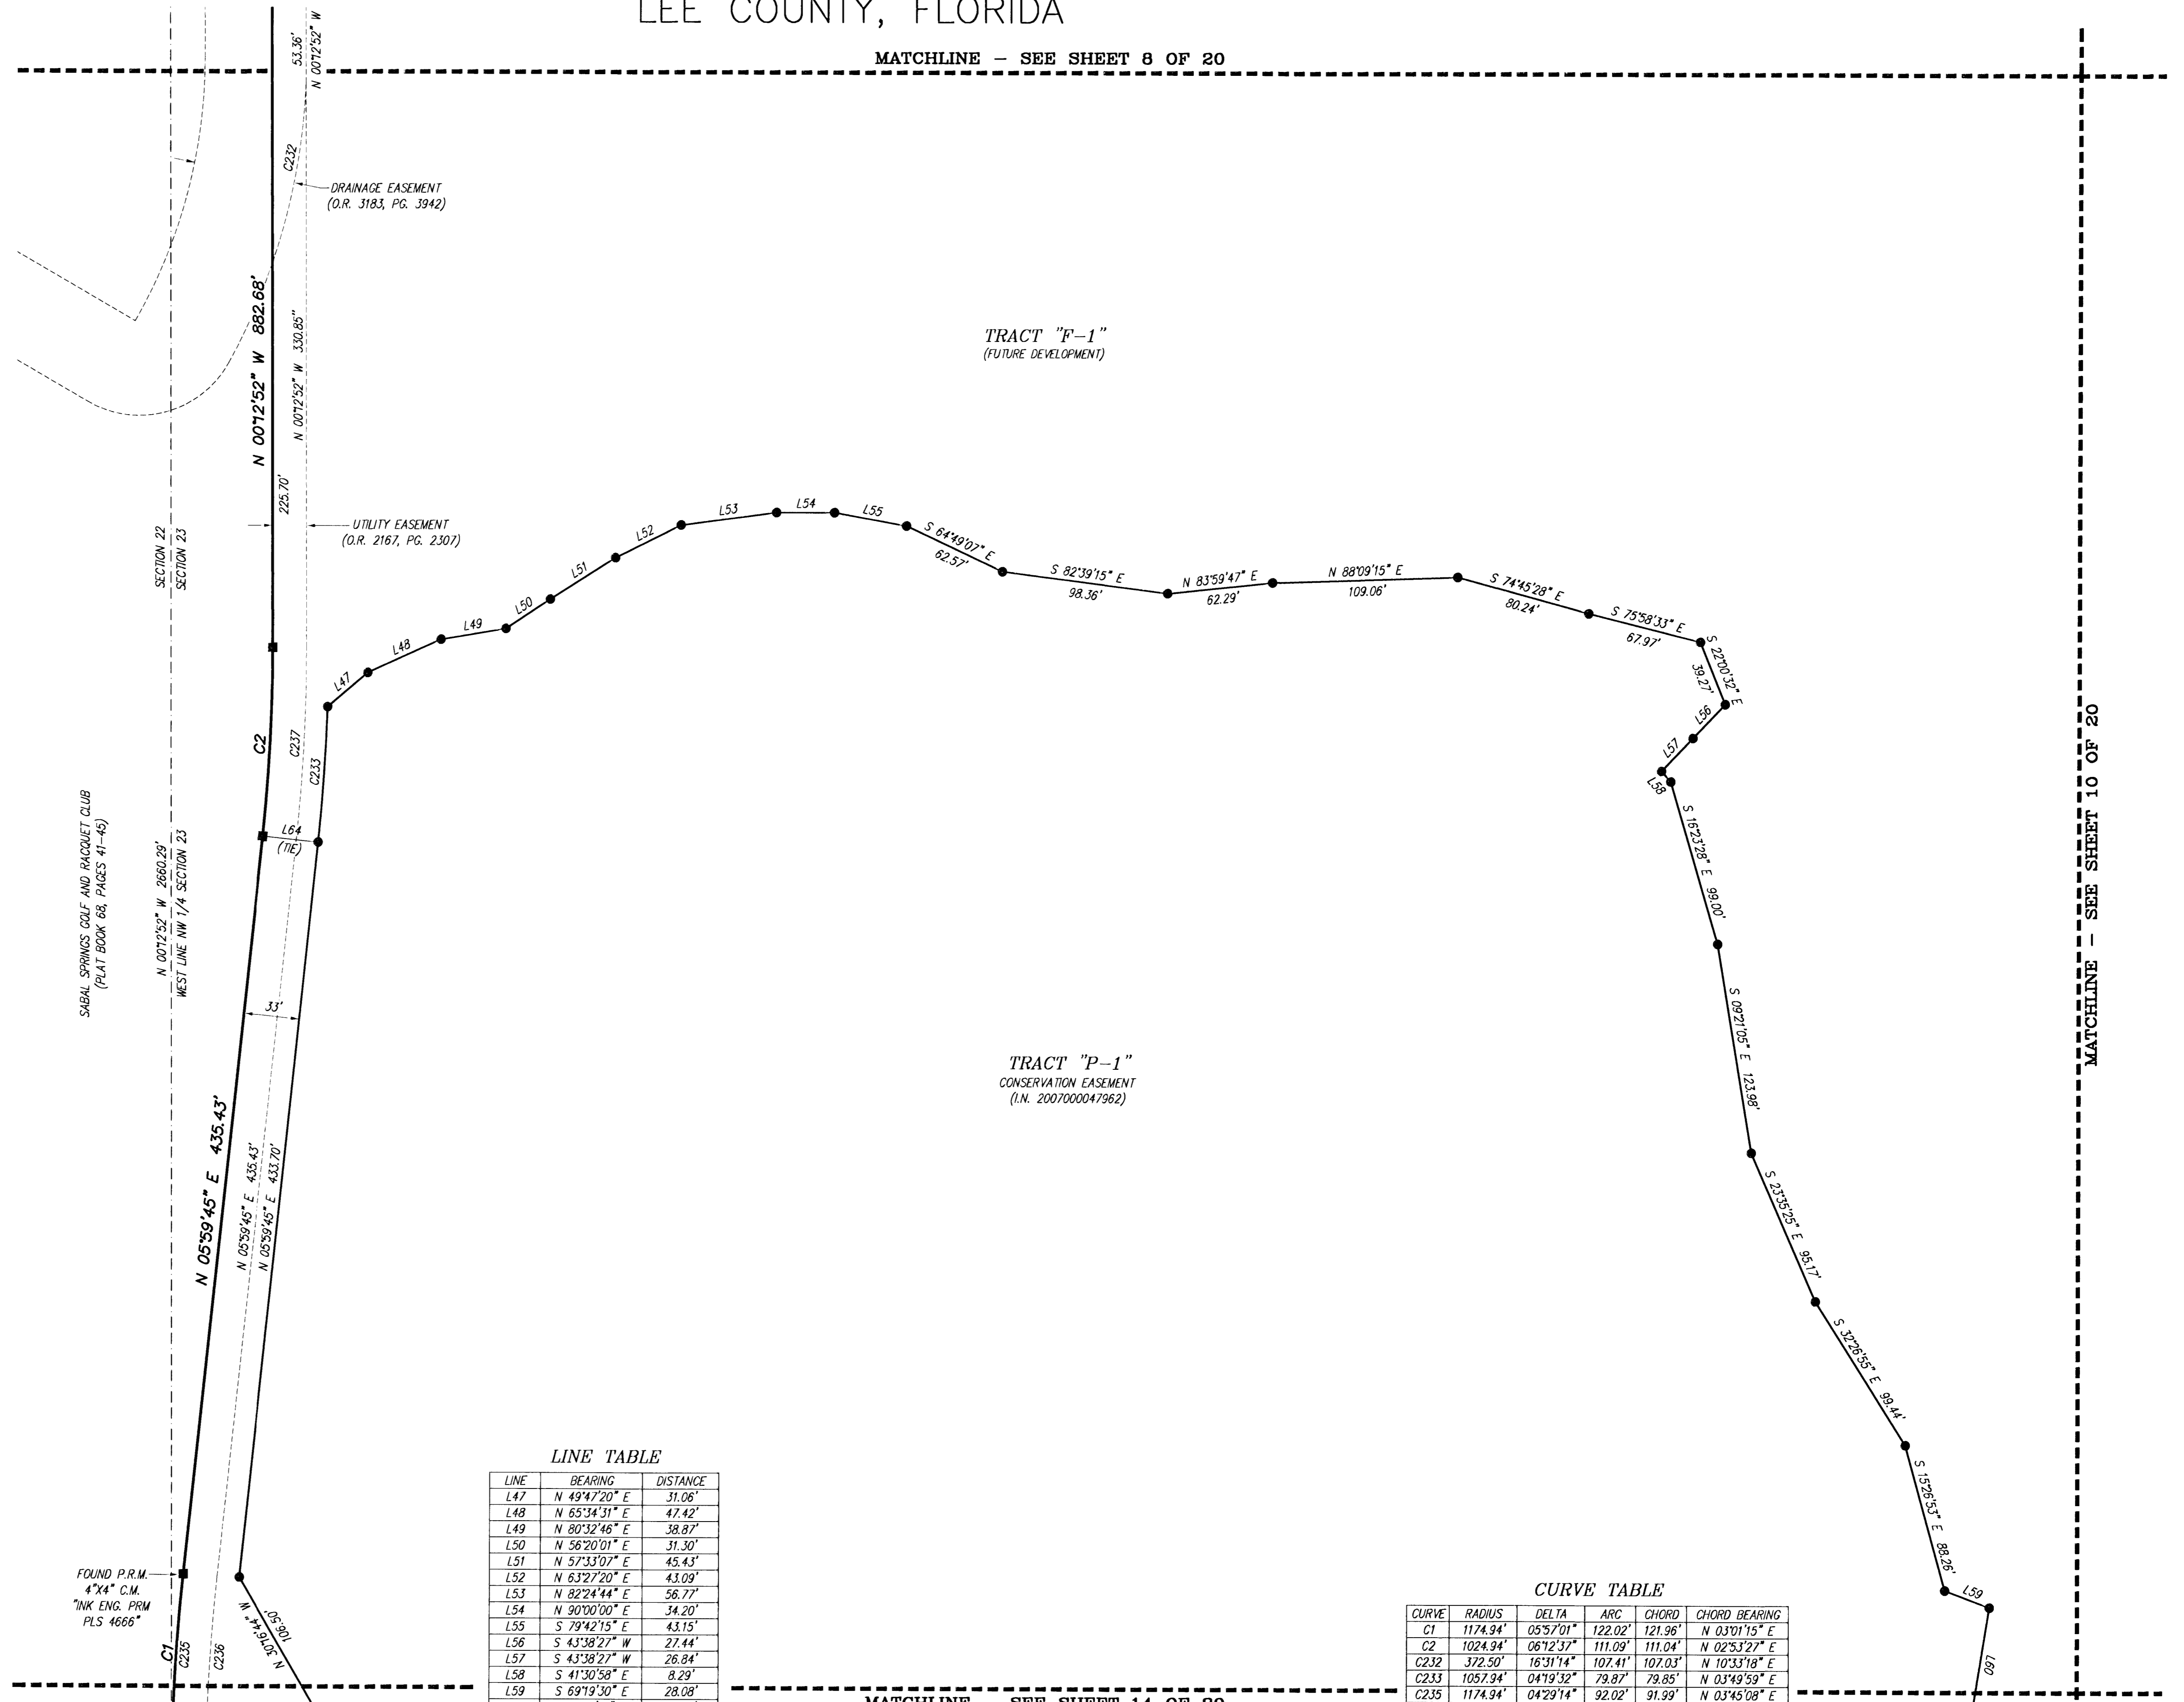 LEE COUNTY, FLORIDA
MATCHLINE - SEE SHEET 8 OF 20
53.36'
N 00°12'52" W
C232
DRAINAGE EASEMENT
(O.R. 3183, PG. 3942)
N 00°12'52" W 882.68'
N 00°12'52" W 330.85"
TRACT "F-1"
(FUTURE DEVELOPMENT)
225.70'
UTILITY EASEMENT
(O.R. 2167, PG. 2307)
SECTION 22
SECTION 23
L47
L48
L49
L50
L51
L52
L53
L54
L55
S 64°49'07" E
62.57'
S 82°39'15" E
98.36'
N 83°59'47" E
62.29'
N 88°09'15" E
109.06'
S 74°45'28" E
80.24'
S 75°58'33" E
67.97'
S 22°00'32" E
39.27'
L56
L57
L58
C2
C237
C233
L64
(TIE)
SABAL SPRINGS GOLF AND RACQUET CLUB
(PLAT BOOK 68, PAGES 41-45)
N 00°12'52" W 2660.29'
WEST LINE NW 1/4 SECTION 23
33'
S 16°23'28" E 99.00'
MATCHLINE - SEE SHEET 10 OF 20
S 09°21'05" E 123.98'
TRACT "P-1"
CONSERVATION EASEMENT
(I.N. 2007000047962)
N 05°59'45" E 435.43'
N 05°59'45" E 435.43'
N 05°59'45" E 433.70'
S 23°35'25" E 95.17'
S 32°26'55" E 99.44'
S 15°26'53" E 88.26'
L59
L60
FOUND P.R.M.
4"X4" C.M.
"INK ENG. PRM
PLS 4666"
C1
C235
C236
N 30°16'44" W
106.50'
LINE TABLE
LINE BEARING DISTANCE
L47 N 49°47'20" E 31.06'
L48 N 65°34'31" E 47.42'
L49 N 80°32'46" E 38.87'
L50 N 56°20'01" E 31.30'
L51 N 57°33'07" E 45.43'
L52 N 63°27'20" E 43.09'
L53 N 82°24'44" E 56.77'
L54 N 90°00'00" E 34.20'
L55 S 79°42'15" E 43.15'
L56 S 43°38'27" W 27.44'
L57 S 43°38'27" W 26.84'
L58 S 41°30'58" E 8.29'
L59 S 69°19'30" E 28.08'
CURVE TABLE
CURVE RADIUS DELTA ARC CHORD CHORD BEARING
C1 1174.94' 05°57'01" 122.02' 121.96' N 03°01'15" E
C2 1024.94' 06°12'37" 111.09' 111.04' N 02°53'27" E
C232 372.50' 16°31'14" 107.41' 107.03' N 10°33'18" E
C233 1057.94' 04°19'32" 79.87' 79.85' N 03°49'59" E
C235 1174.94' 04°29'14" 92.02' 91.99' N 03°45'08" E
MATCHLINE - SEE SHEET 14 OF 20